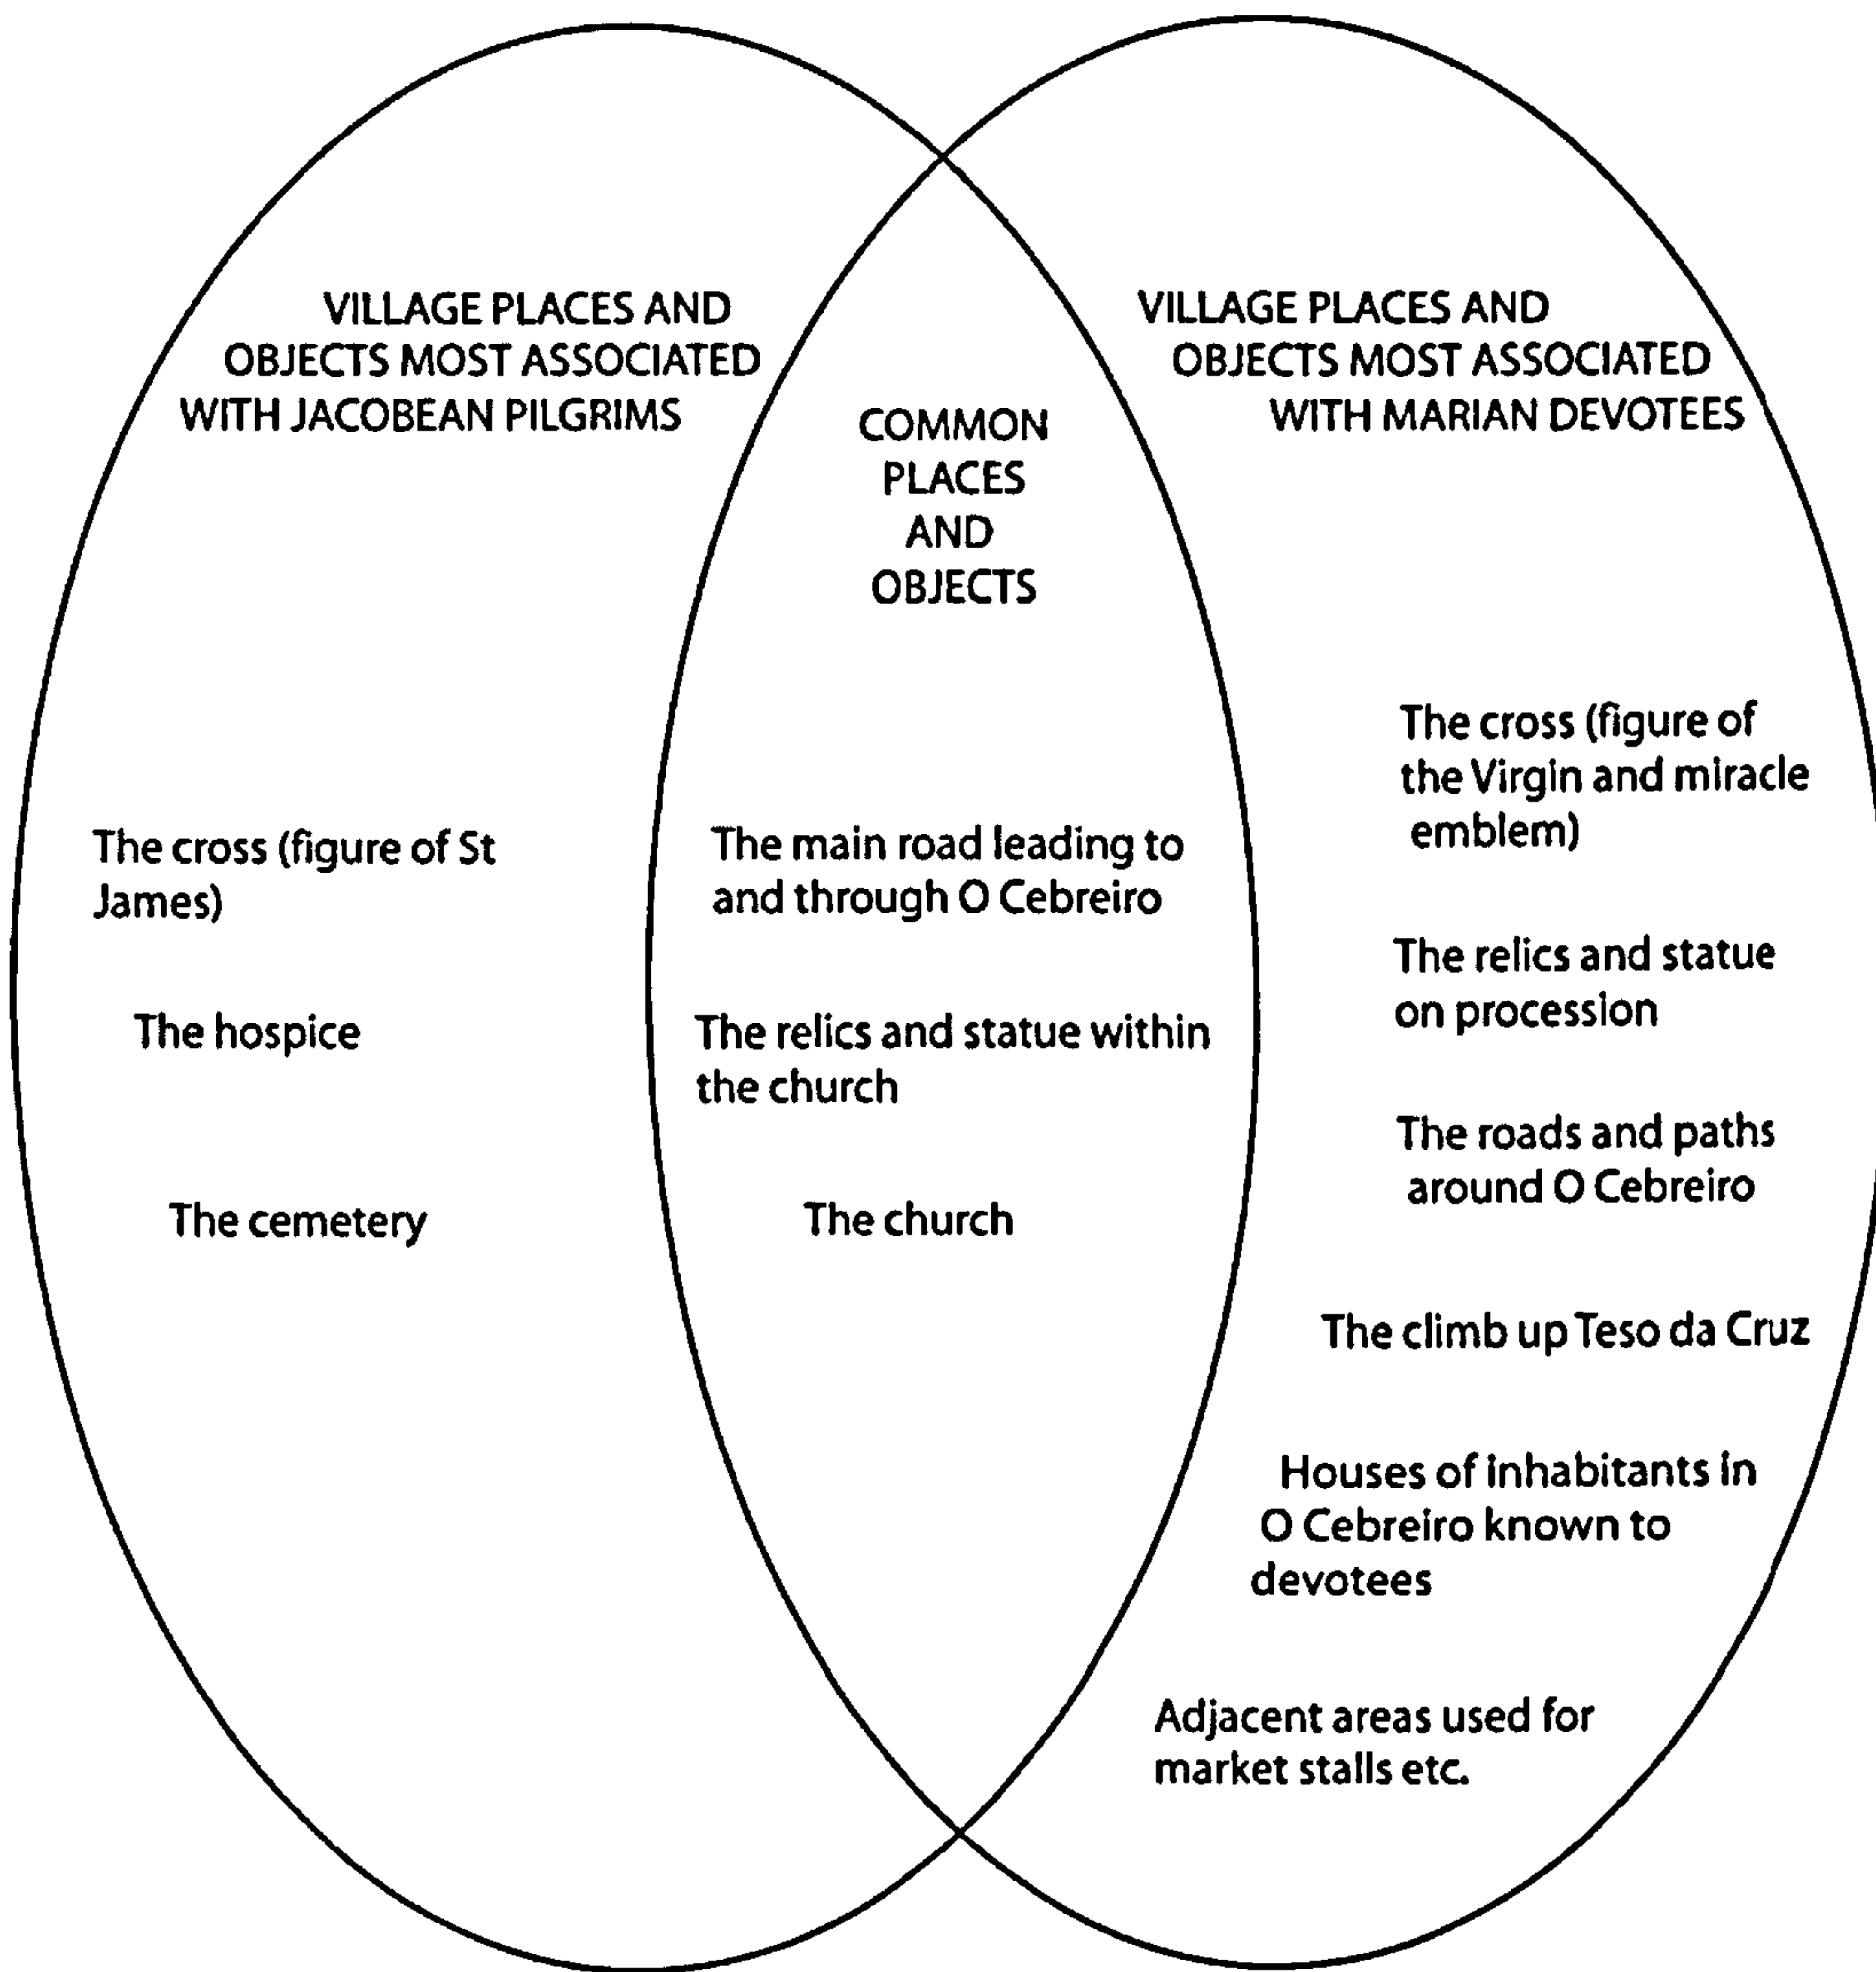 VILLAGE PLACES AND
OBJECTS MOST ASSOCIATED
WITH JACOBEAN PILGRIMS
The cross (figure of St
James)
The hospice
The cemetery
COMMON
PLACES
AND
OBJECTS
The main road leading to
and through O Cebreiro
The relics and statue within
the church
The church
VILLAGE PLACES AND
OBJECTS MOST ASSOCIATED
WITH MARIAN DEVOTEES
The cross (figure of
the Virgin and miracle
emblem)
The relics and statue
on procession
The roads and paths
around O Cebreiro
The climb up Teso da Cruz
Houses of inhabitants in
O Cebreiro known to
devotees
Adjacent areas used for
market stalls etc.